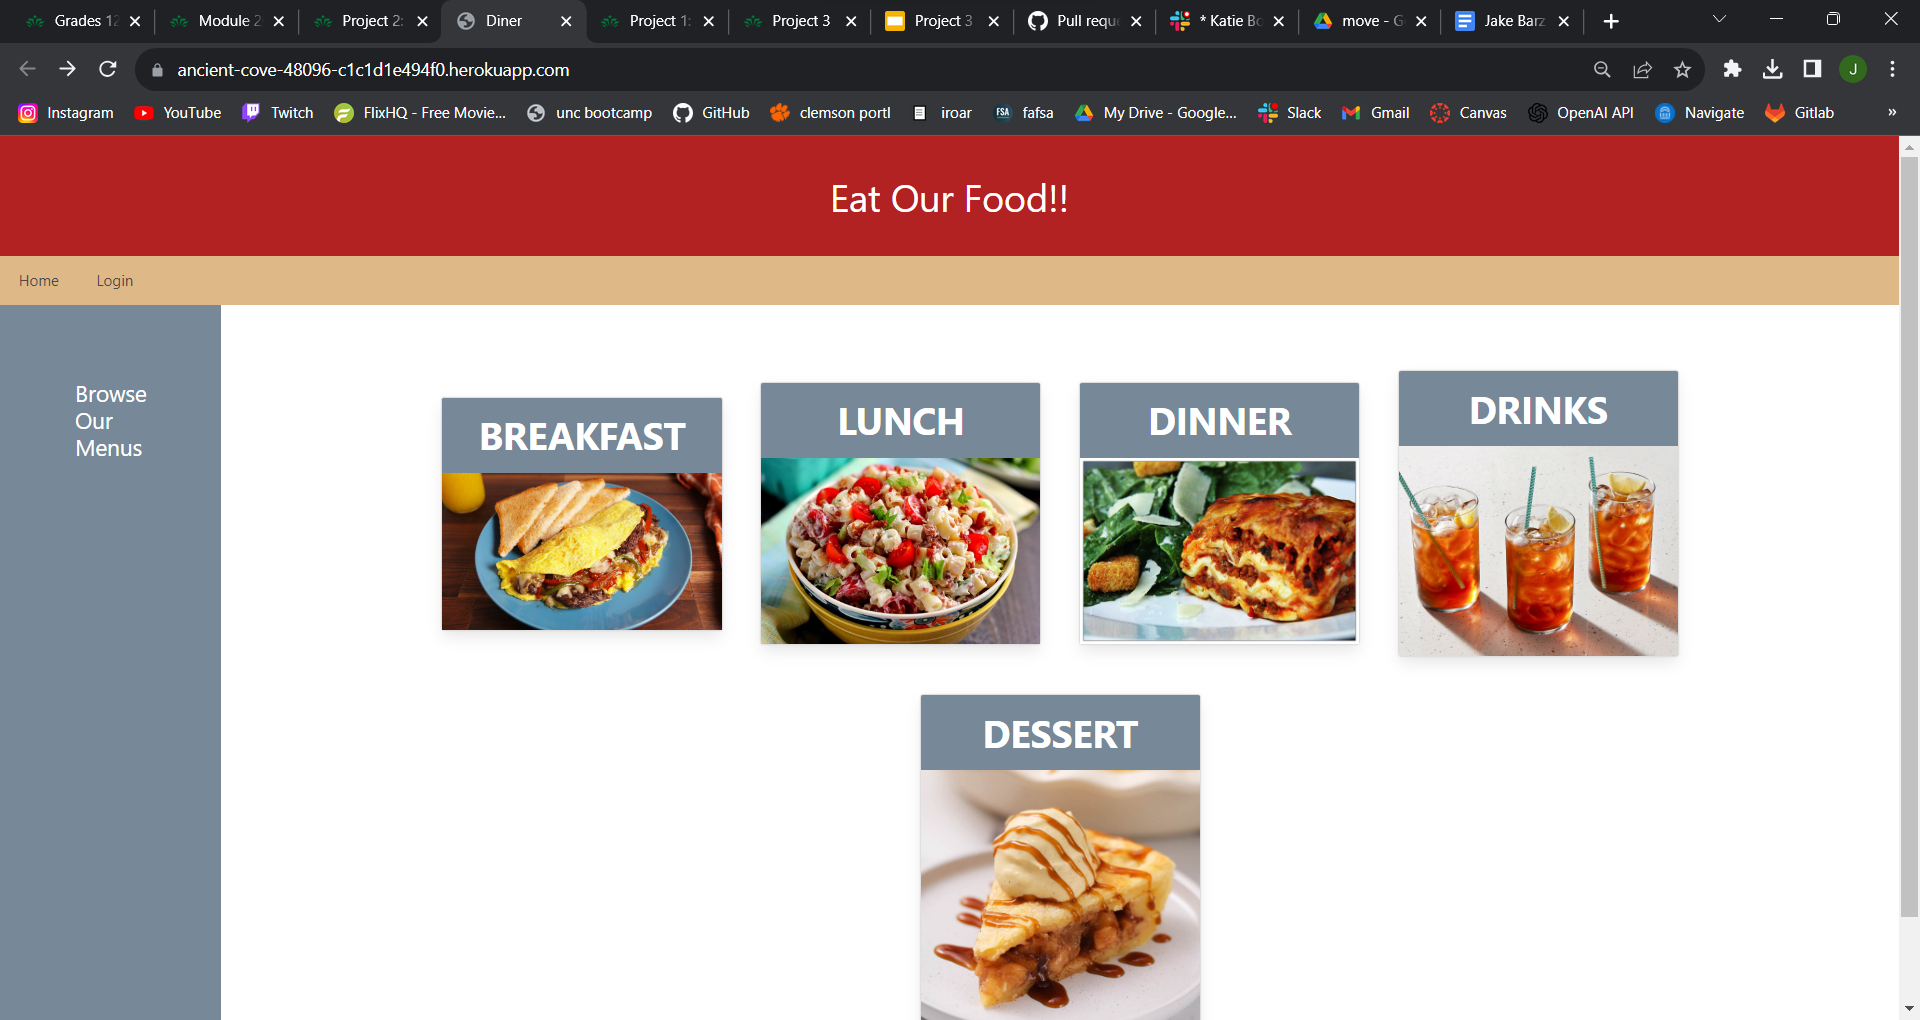 Grades 12
Module 2
Project 2:
Diner
Project 1:
Project 3
Project 3
Pull requ
* Katie Bo
move - G
Jake Barz
ancient-cove-48096-c1c1d1e494f0.herokuapp.com
J
Instagram
YouTube
Twitch
FlixHQ - Free Movie...
unc bootcamp
GitHub
clemson portl
iroar
FSA
fafsa
My Drive - Google...
Slack
Gmail
Canvas
OpenAI API
Navigate
Gitlab
»
Eat Our Food!!
Home
Login
Browse
Our
Menus
BREAKFAST
LUNCH
DINNER
DRINKS
DESSERT